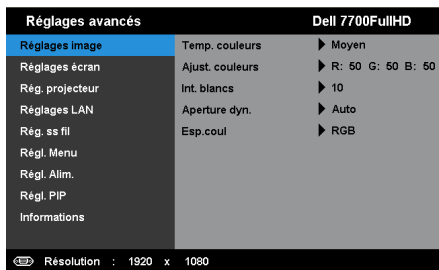 Réglages avancés Dell 7700FullHD
Réglages image Temp. couleurs Moyen
Réglages écran Ajust. couleurs R: 50 G: 50 B: 50
Rég. projecteur Int. blancs 10
Réglages LAN Aperture dyn. Auto
Rég. ss fil Esp.coul RGB
Régl. Menu
Régl. Alim.
Régl. PIP
Informations
Résolution : 1920 x 1080